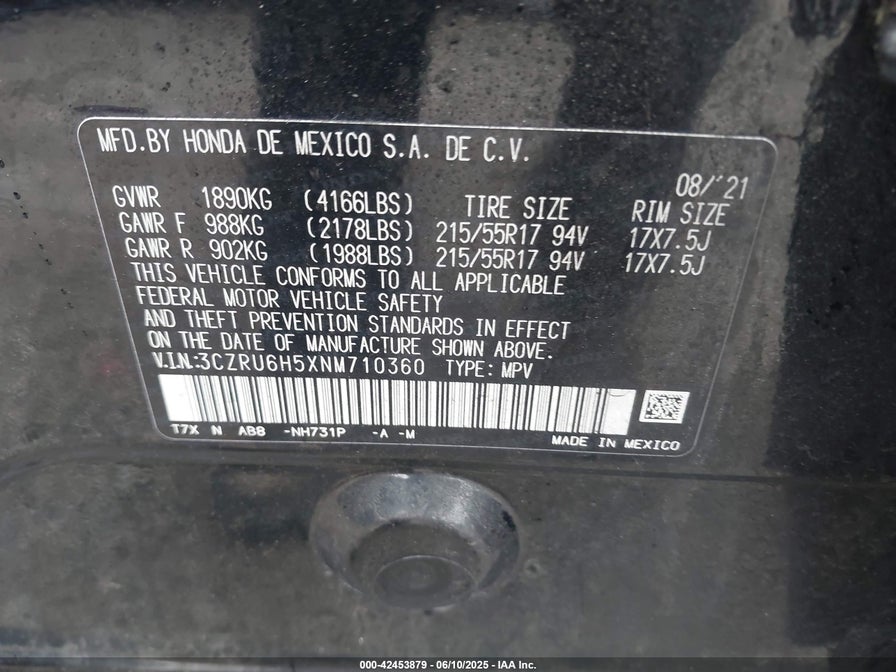 MFD.BY HONDA DE MEXICO S.A. DE C.V.
08/'21
GVWR 1890KG (4166LBS) TIRE SIZE RIM SIZE
GAWR F 988KG (2178LBS) 215/55R17 94V 17X7.5J
GAWR R 902KG (1988LBS) 215/55R17 94V 17X7.5J
THIS VEHICLE CONFORMS TO ALL APPLICABLE
FEDERAL MOTOR VEHICLE SAFETY
AND THEFT PREVENTION STANDARDS IN EFFECT
ON THE DATE OF MANUFACTURE SHOWN ABOVE.
V.I.N.:3CZRU6H5XNM710360 TYPE: MPV
T7X N AB8 -NH731P -A -M
MADE IN MEXICO
000-42453879 - 06/10/2025 - IAA Inc.